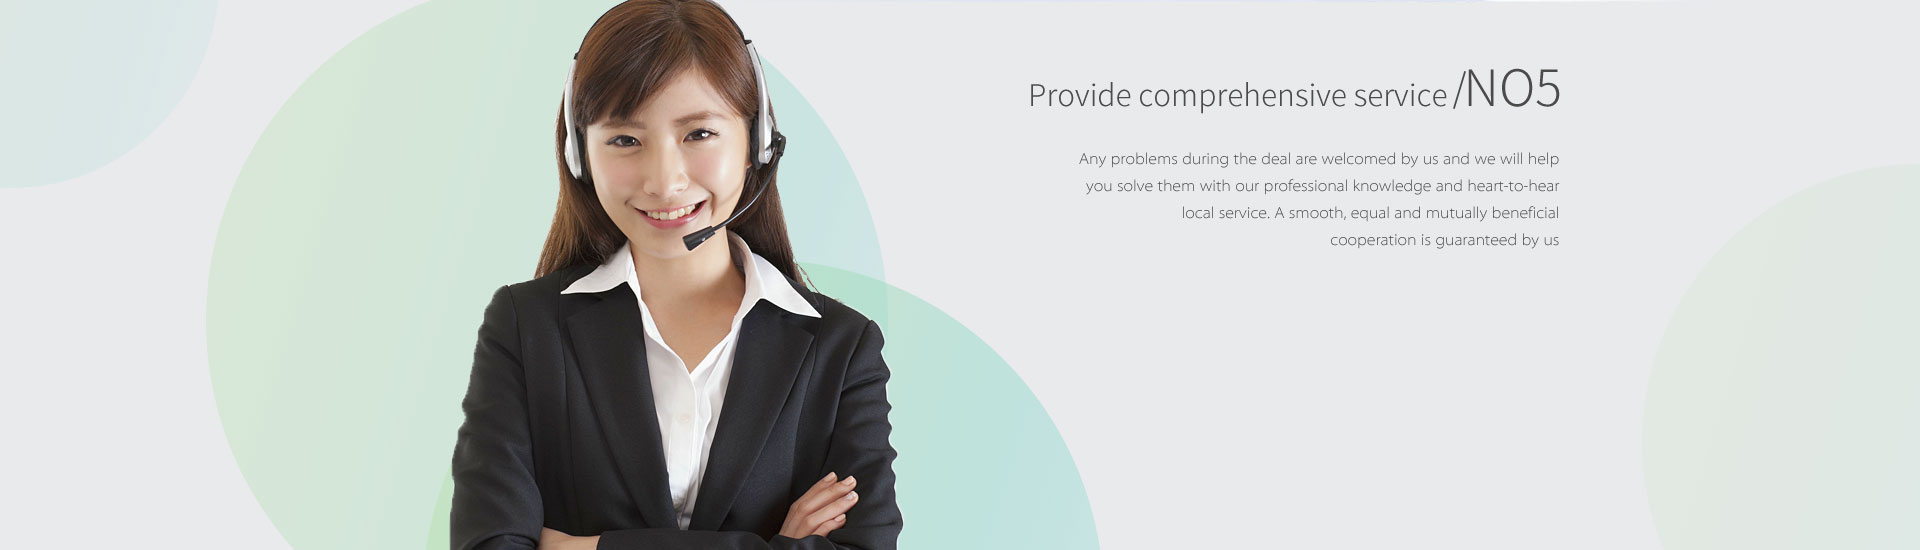 Provide comprehensive service /NO5
Any problems during the deal are welcomed by us and we will help
you solve them with our professional knowledge and heart-to-hear
local service. A smooth, equal and mutually beneficial
cooperation is guaranteed by us